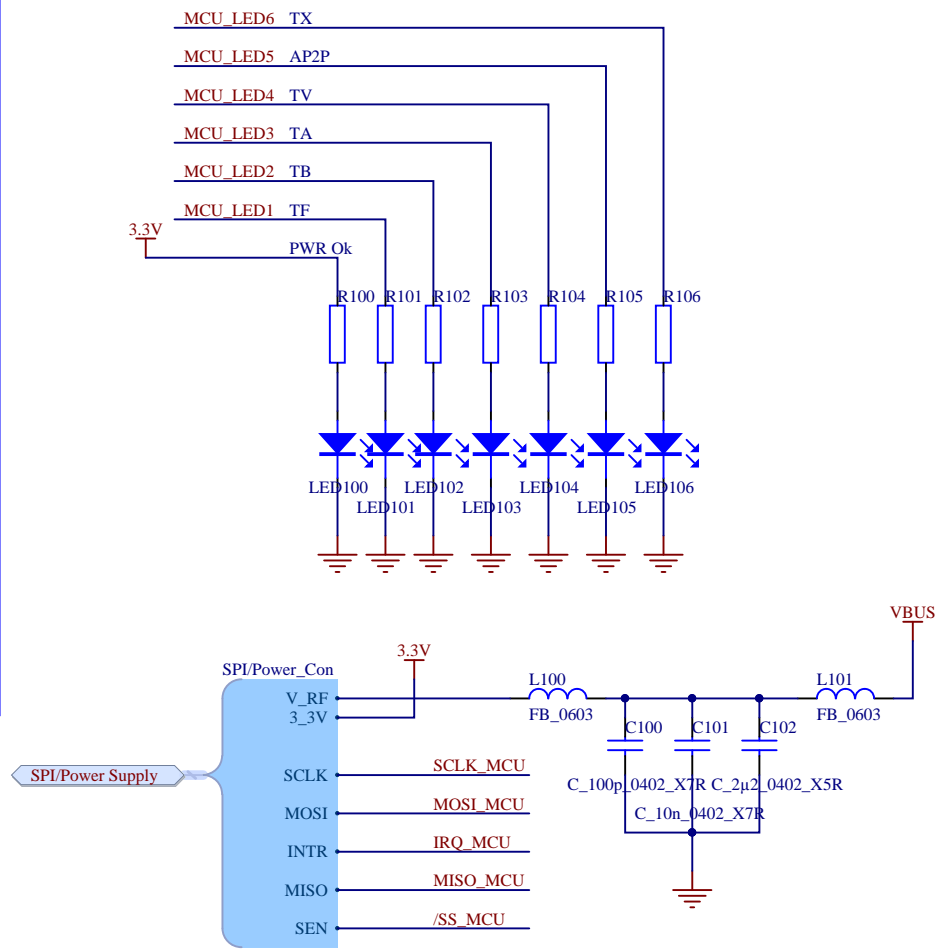 MCU_LED6 TX
MCU_LED5 AP2P
MCU_LED4 TV
MCU_LED3 TA
MCU_LED2 TB
MCU_LED1 TF
3.3V
PWR Ok
R100 R101 R102 R103 R104 R105 R106
LED100 LED102 LED104 LED106
LED101 LED103 LED105
VBUS
3.3V
SPI/Power_Con
L100 L101
V_RF
FB_0603 FB_0603
3_3V
C100 C101 C102
SPI/Power Supply
SCLK SCLK_MCU
C_100p_0402_X7R C_2µ2_0402_X5R
MOSI MOSI_MCU
C_10n_0402_X7R
INTR IRQ_MCU
MISO MISO_MCU
SEN /SS_MCU